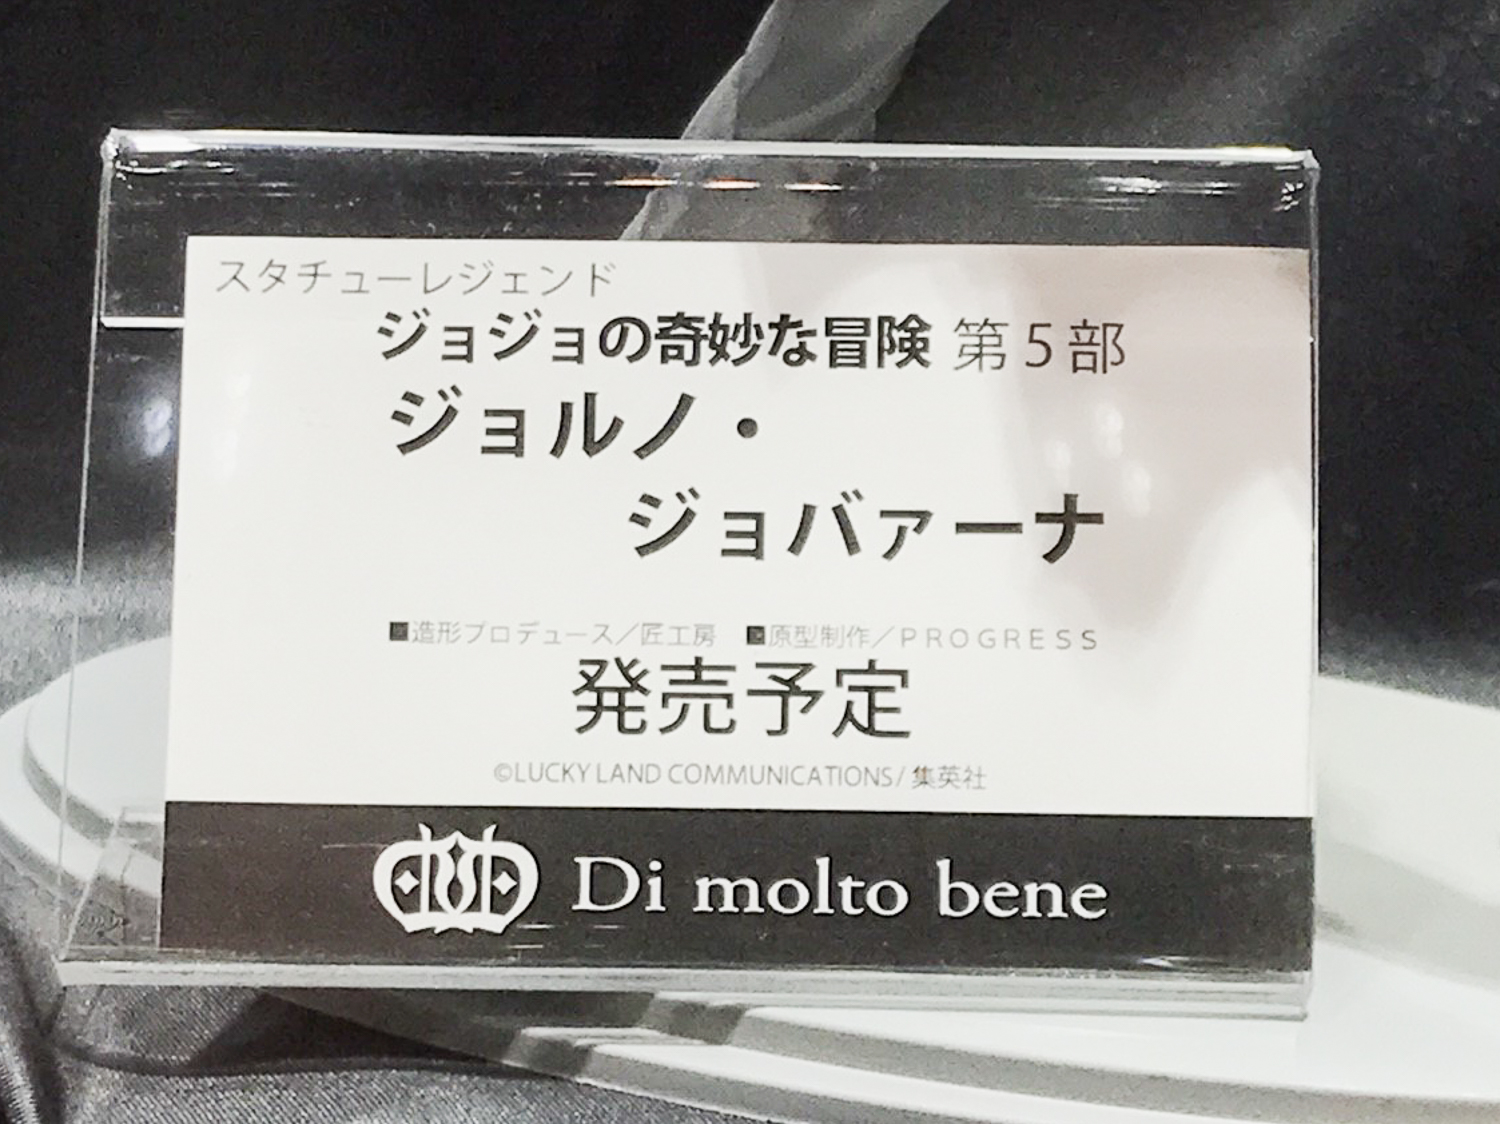 スタチューレジェンド
ジョジョの奇妙な冒険 第5部
ジョルノ・
ジョバァーナ
■造形プロデュース／匠工房 ■原型制作／PROGRESS
発売予定
©LUCKY LAND COMMUNICATIONS/集英社
Di molto bene